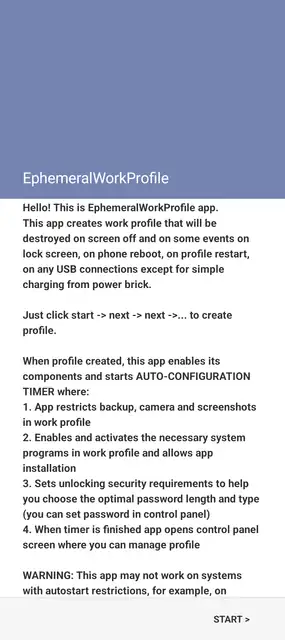 EphemeralWorkProfile
Hello! This is EphemeralWorkProfile app.
This app creates work profile that will be
destroyed on screen off and on some events on
lock screen, on phone reboot, on profile restart,
on any USB connections except for simple
charging from power brick.
Just click start -> next -> next ->... to create
profile.
When profile created, this app enables its
components and starts AUTO-CONFIGURATION
TIMER where:
1. App restricts backup, camera and screenshots
in work profile
2. Enables and activates the necessary system
programs in work profile and allows app
installation
3. Sets unlocking security requirements to help
you choose the optimal password length and type
(you can set password in control panel)
4. When timer is finished app opens control panel
screen where you can manage profile
WARNING: This app may not work on systems
with autostart restrictions, for example, on
START >